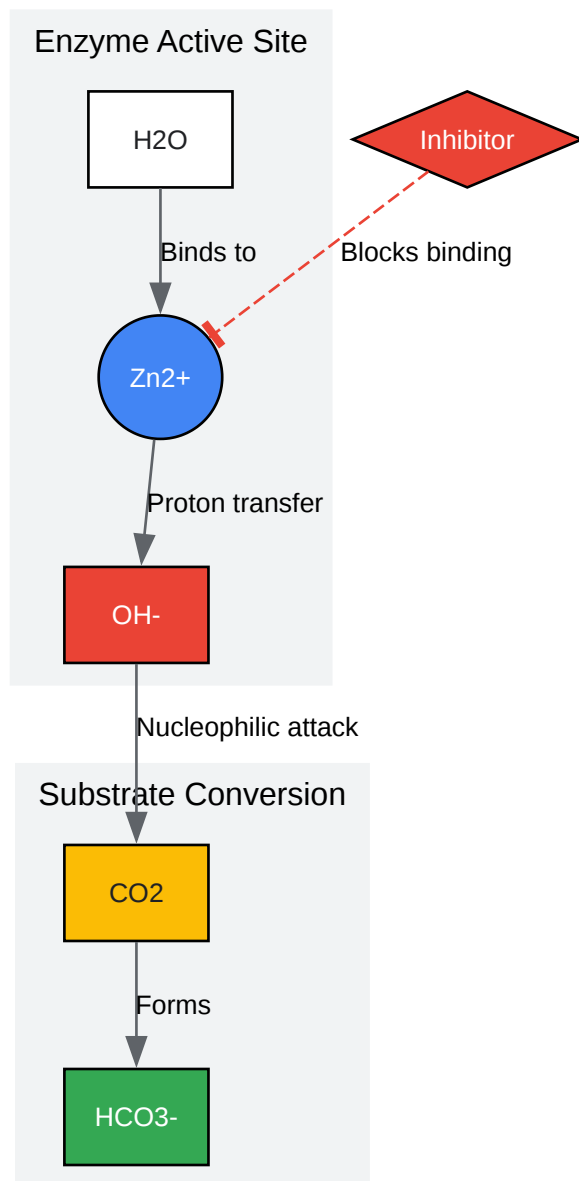 Enzyme Active Site
H2O
Inhibitor
Binds to
Blocks binding
Zn2+
Proton transfer
OH-
Nucleophilic attack
Substrate Conversion
CO2
Forms
HCO3-